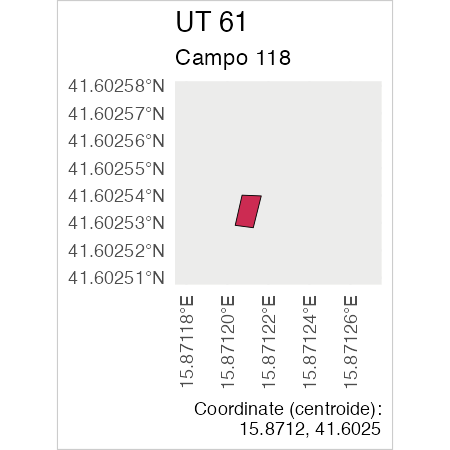 UT 61
Campo 118
41.60258°N
41.60257°N
41.60256°N
41.60255°N
41.60254°N
41.60253°N
41.60252°N
41.60251°N
15.87118°E
15.87120°E
15.87122°E
15.87124°E
15.87126°E
Coordinate (centroide):
15.8712, 41.6025